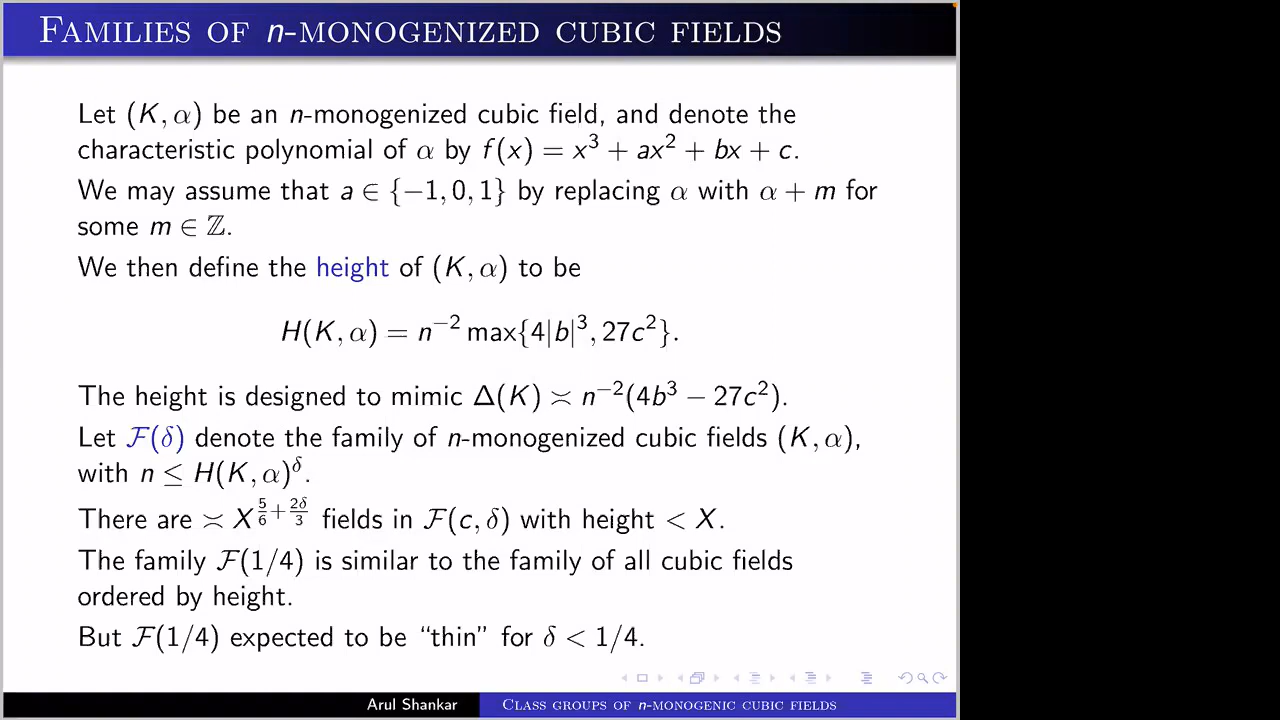 FAMILIES OF n-MONOGENIZED CUBIC FIELDS
Let (K, α) be an n-monogenized cubic field, and denote the
characteristic polynomial of α by f(x) = x³ + ax² + bx + c.
We may assume that a ∈ {−1, 0, 1} by replacing α with α + m for
some m ∈ ℤ.
We then define the height of (K, α) to be
H(K, α) = n⁻² max{4|b|³, 27c²}.
The height is designed to mimic Δ(K) ≍ n⁻²(4b³ − 27c²).
Let ℱ(δ) denote the family of n-monogenized cubic fields (K, α),
with n ≤ H(K, α)^δ.
There are ≍ X^{5/6 + 2δ/3} fields in ℱ(c, δ) with height < X.
The family ℱ(1/4) is similar to the family of all cubic fields
ordered by height.
But ℱ(1/4) expected to be “thin” for δ < 1/4.
Arul Shankar CLASS GROUPS OF n-MONOGENIC CUBIC FIELDS